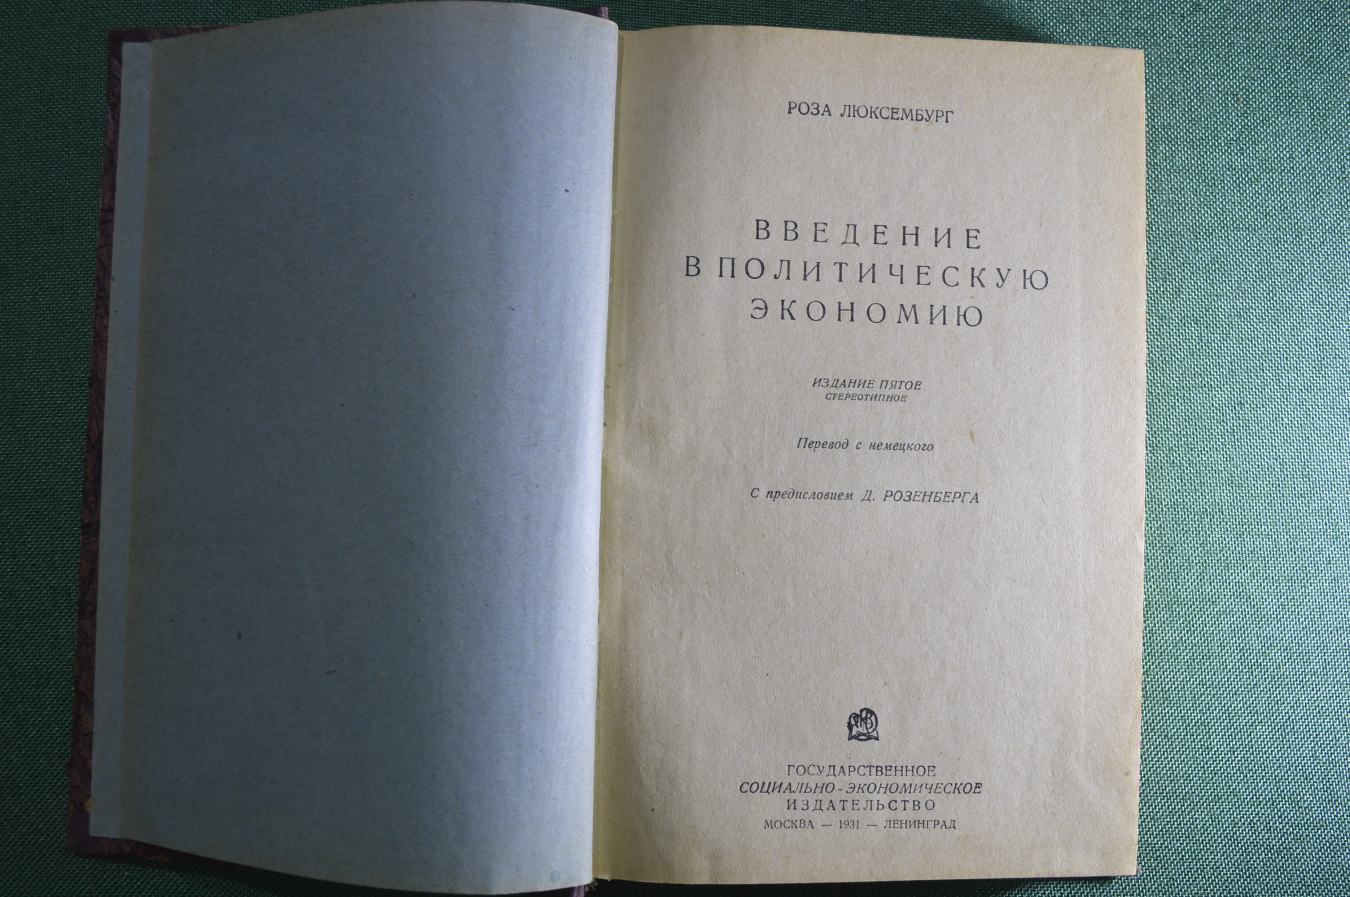 РОЗА ЛЮКСЕМБУРГ
ВВЕДЕНИЕ
В ПОЛИТИЧЕСКУЮ
ЭКОНОМИЮ
ИЗДАНИЕ ПЯТОЕ
СТЕРЕОТИПНОЕ
Перевод с немецкого
С предисловием Д. РОЗЕНБЕРГА
ГОСУДАРСТВЕННОЕ
СОЦИАЛЬНО-ЭКОНОМИЧЕСКОЕ
ИЗДАТЕЛЬСТВО
МОСКВА — 1931 — ЛЕНИНГРАД